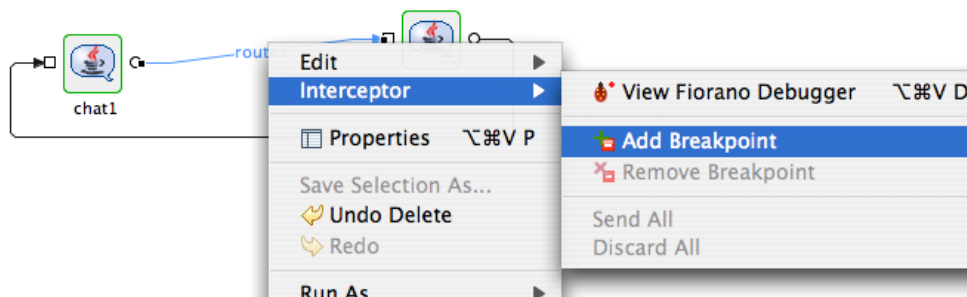 rout
chat1
Edit
Interceptor
Properties ⌥⌘V P
Save Selection As...
Undo Delete
Redo
Run As
View Fiorano Debugger ⌥⌘V D
Add Breakpoint
Remove Breakpoint
Send All
Discard All